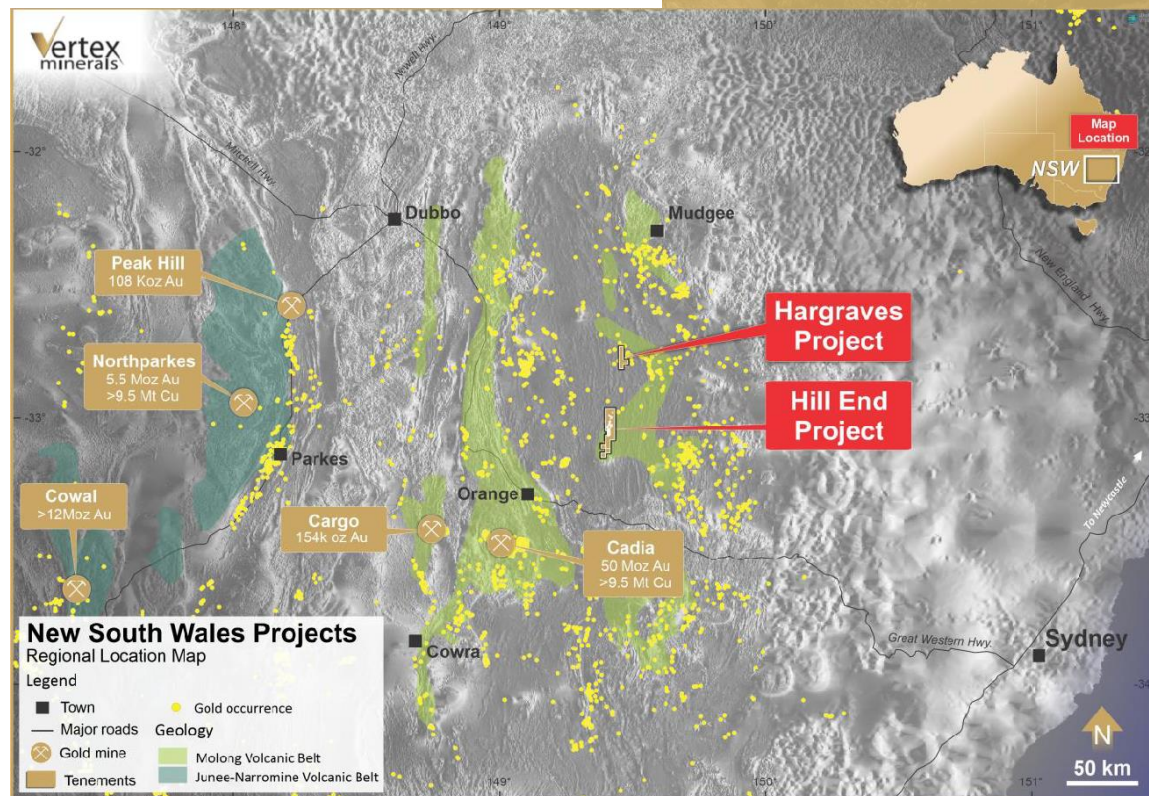 Vertex
minerals
148°
149°
150°
151°
Newell Hwy.
Map
Location
NSW
-32°
Mitchell Hwy.
Dubbo
Mudgee
New England Hwy.
Peak Hill
108 Koz Au
Hargraves
Project
Northparkes
5.5 Moz Au
>9.5 Mt Cu
Hill End
Project
-33°
-33
Parkes
Cowal
>12Moz Au
Orange
To Newcastle
Cargo
154k oz Au
Cadia
50 Moz Au
>9.5 Mt Cu
New South Wales Projects
Regional Location Map
Cowra
Great Western Hwy.
Sydney
Legend
Town
Gold occurrence
Major roads
Geology
Gold mine
Molong Volcanic Belt
Tenements
Junee-Narromine Volcanic Belt
-34
N
50 km
149°
150°
151°